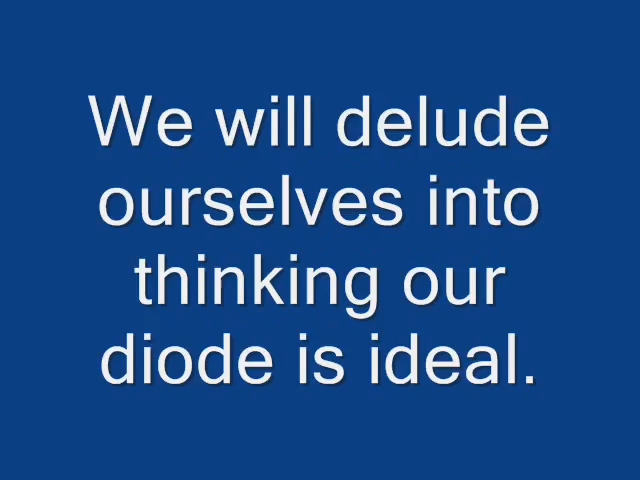 We will delude
ourselves into
thinking our
diode is ideal.